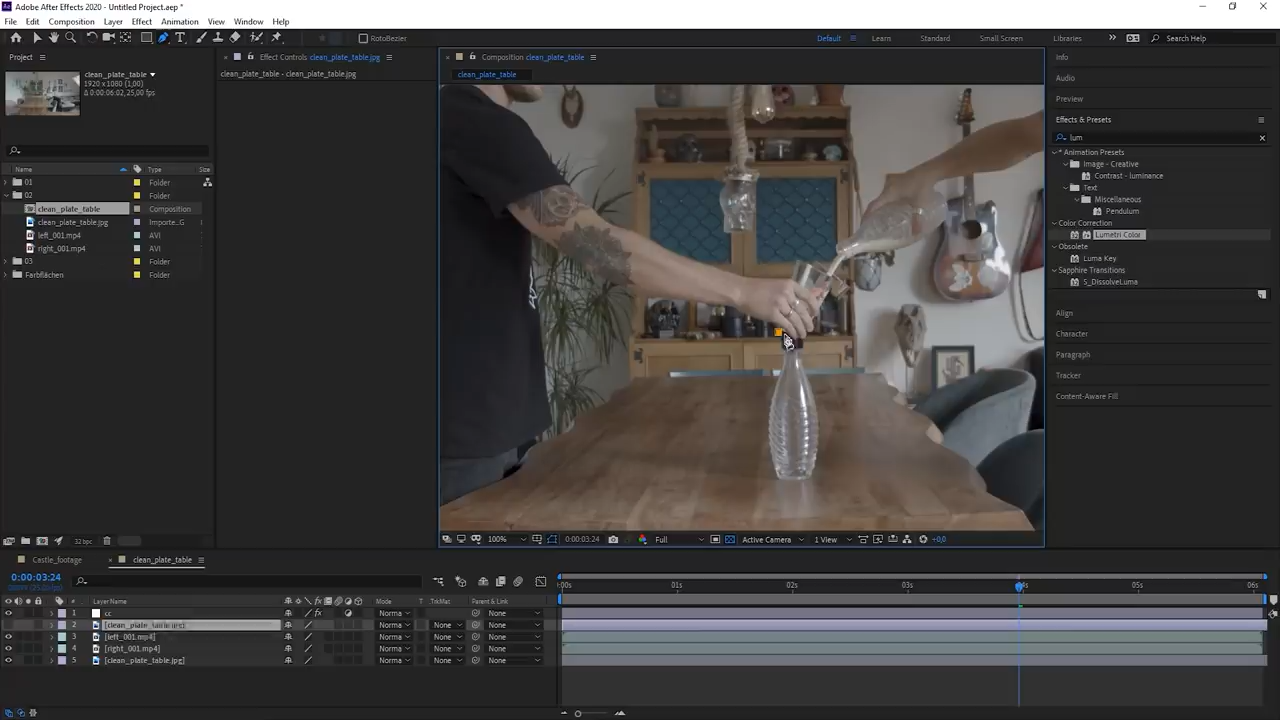 Adobe After Effects 2020 - Untitled Project.aep *
File Edit Composition Layer Effect Animation View Window Help
RotoBezier
Default Learn Standard Small Screen Libraries Search Help
Project
clean_plate_table
1920 x 1080 (1,00)
Δ 0:00:06:02, 25,00 fps
Name Type Size
01 Folder
02 Folder
clean_plate_table Composition
clean_plate_table.jpg Importe..G
left_001.mp4 AVI
right_001.mp4 AVI
03 Folder
Farbflächen Folder
32 bpc
Effect Controls clean_plate_table.jpg
clean_plate_table - clean_plate_table.jpg
Composition clean_plate_table
clean_plate_table
100% 0:00:03:24 Full Active Camera 1 View +0,0
Info
Audio
Preview
Effects & Presets
lum
* Animation Presets
Image - Creative
Contrast - luminance
Text
Miscellaneous
Pendulum
Color Correction
Lumetri Color
Obsolete
Luma Key
Sapphire Transitions
S_DissolveLuma
Align
Character
Paragraph
Tracker
Content-Aware Fill
Castle_footage
clean_plate_table
0:00:03:24
# Layer Name Mode T .TrkMat Parent & Link
:00s 01s 02s 03s 04s 05s 06s
1 cc Norma None
2 [clean_plate_table.jpg] Norma None None
3 [left_001.mp4] Norma None None
4 [right_001.mp4] Norma None None
5 [clean_plate_table.jpg] Norma None None